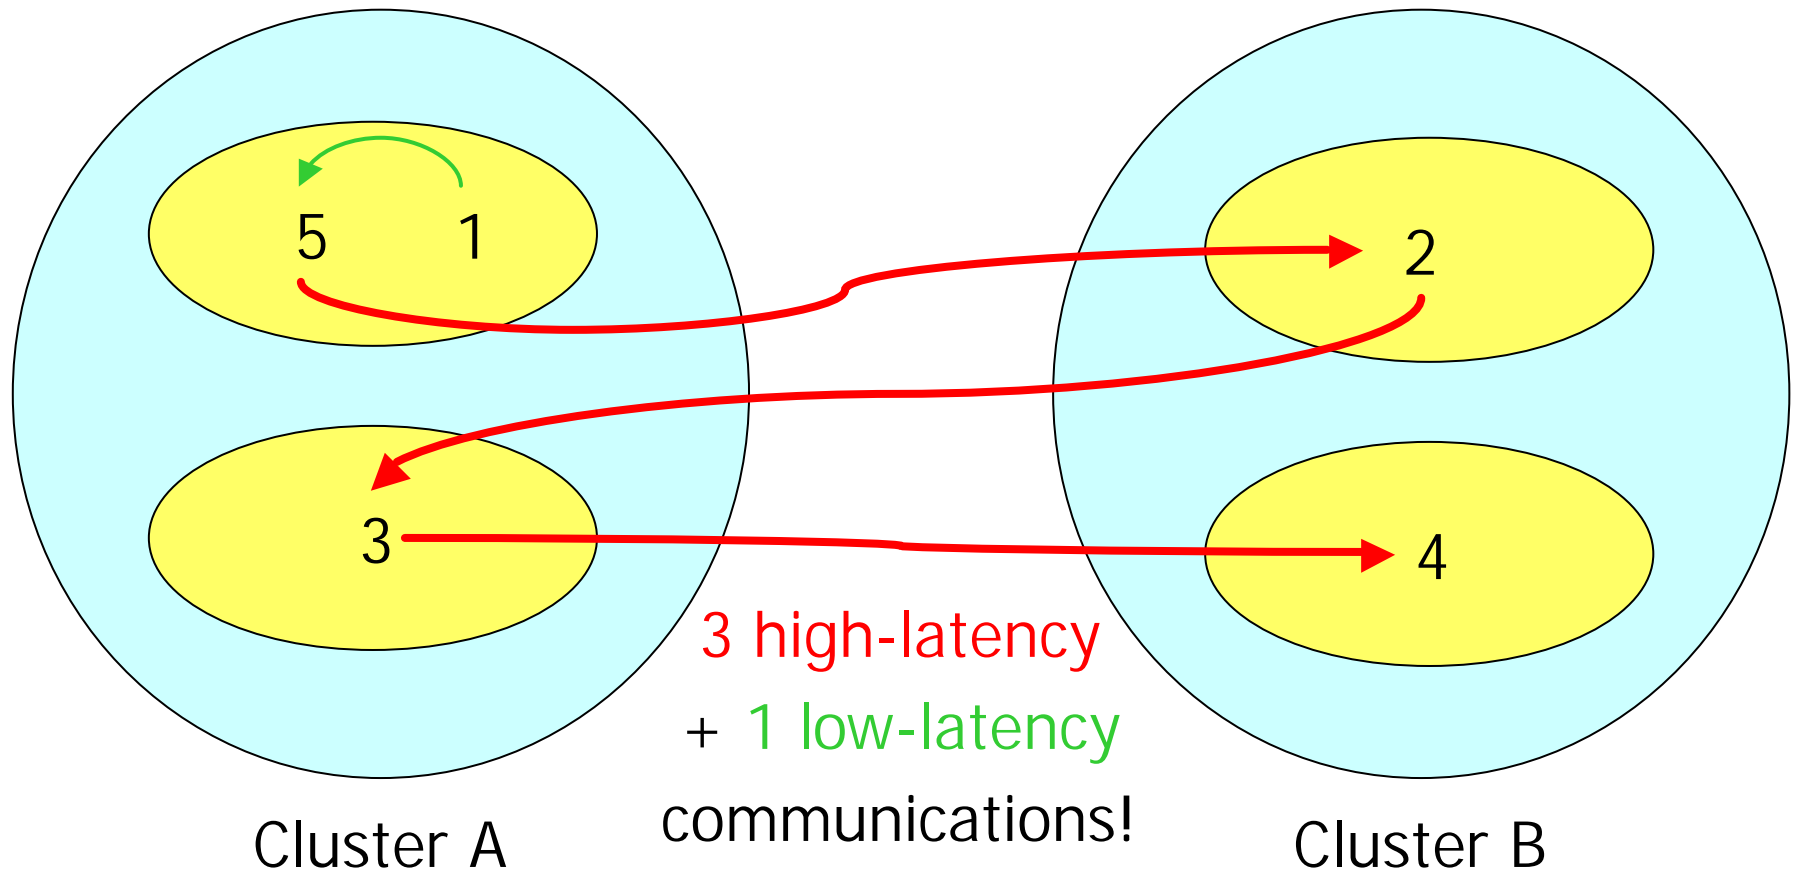 5 1
2
3
4
3 high-latency
+ 1 low-latency
communications!
Cluster A
Cluster B